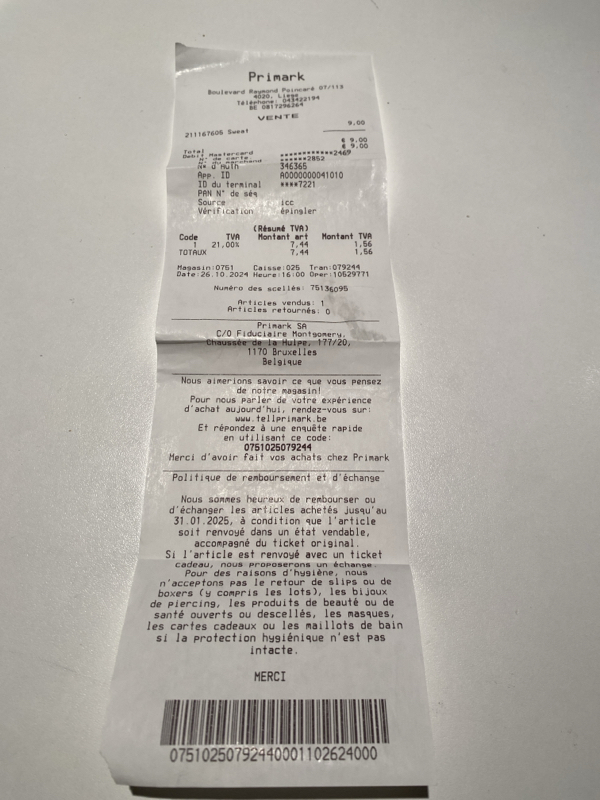 Primark
Boulevard Raymond Poincaré 07/113
4020, Liege
Téléphone: 043422194
BE 0817296264
VENTE
9,00
211167605 Sweat
€ 9,00
Total € 9,00
Debit Mastercard
N° de carte ************2469
N° du marchand ******2852
N° d'Auth 346365
App. ID A0000000041010
ID du terminal ****7221
PAN N° de séq
Source icc
Vérification épingler
(Résumé TVA)
Code TVA Montant art Montant TVA
1 21,00% 7,44 1,56
TOTAUX 7,44 1,56
Magasin:0751 Caisse:025 Tran:079244
Date:26.10.2024 Heure:16:00 Oper:10529771
Numéro des scellés: 75136095
Articles vendus: 1
Articles retournés: 0
Primark SA
C/O Fiduciaire Montgomery,
Chaussée de la Hulpe, 177/20,
1170 Bruxelles
Belgique
Nous aimerions savoir ce que vous pensez
de notre magasin!
Pour nous parler de votre expérience
d'achat aujourd'hui, rendez-vous sur:
www.tellprimark.be
Et répondez à une enquête rapide
en utilisant ce code:
0751025079244
Merci d'avoir fait vos achats chez Primark
Politique de remboursement et d'échange
Nous sommes heureux de rembourser ou
d'échanger les articles achetés jusqu'au
31.01.2025, à condition que l'article
soit renvoyé dans un état vendable,
accompagné du ticket original.
Si l'article est renvoyé avec un ticket
cadeau, nous proposerons un échange.
Pour des raisons d'hygiène, nous
n'acceptons pas le retour de slips ou de
boxers (y compris les lots), les bijoux
de piercing, les produits de beauté ou de
santé ouverts ou descellés, les masques,
les cartes cadeaux ou les maillots de bain
si la protection hygiénique n'est pas
intacte.
MERCI
07510250792440001102624000